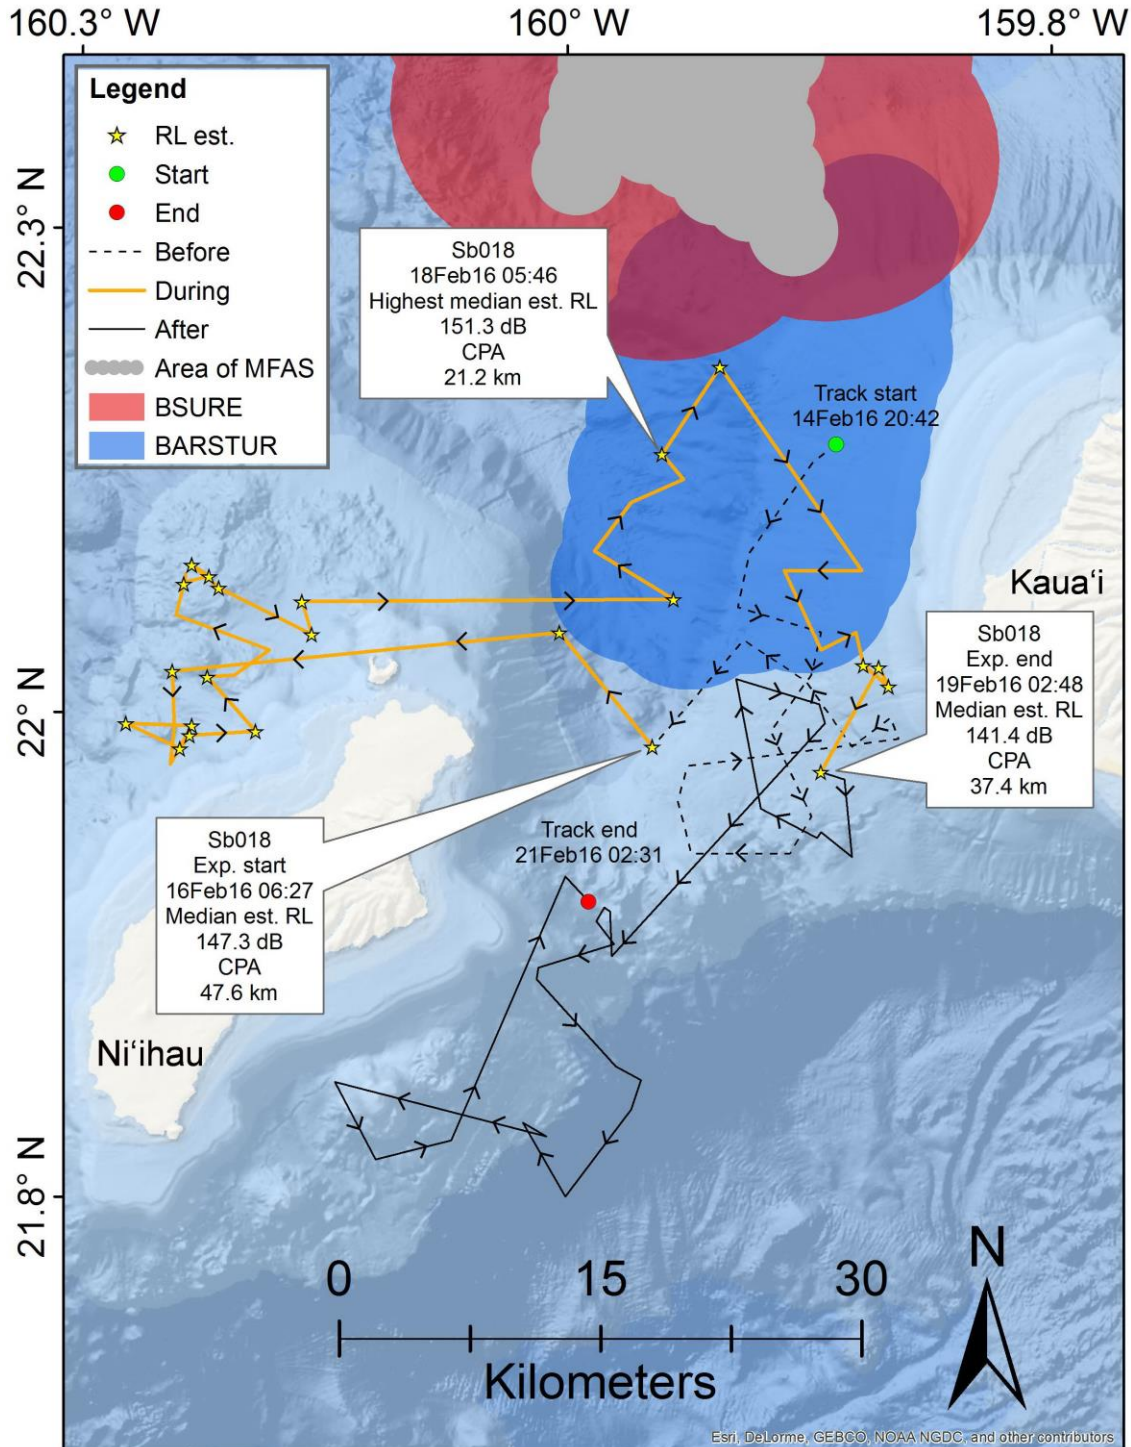 160.3° W
160° W
159.8° W
22.3° N
22° N
21.8° N
Legend
RL est.
Start
End
Before
During
After
Area of MFAS
BSURE
BARSTUR
Sb018
18Feb16 05:46
Highest median est. RL
151.3 dB
CPA
21.2 km
Track start
14Feb16 20:42
Kauaʻi
Sb018
Exp. end
19Feb16 02:48
Median est. RL
141.4 dB
CPA
37.4 km
Sb018
Exp. start
16Feb16 06:27
Median est. RL
147.3 dB
CPA
47.6 km
Track end
21Feb16 02:31
Niʻihau
0
15
30
Kilometers
N
Esri, DeLorme, GEBCO, NOAA NGDC, and other contributors